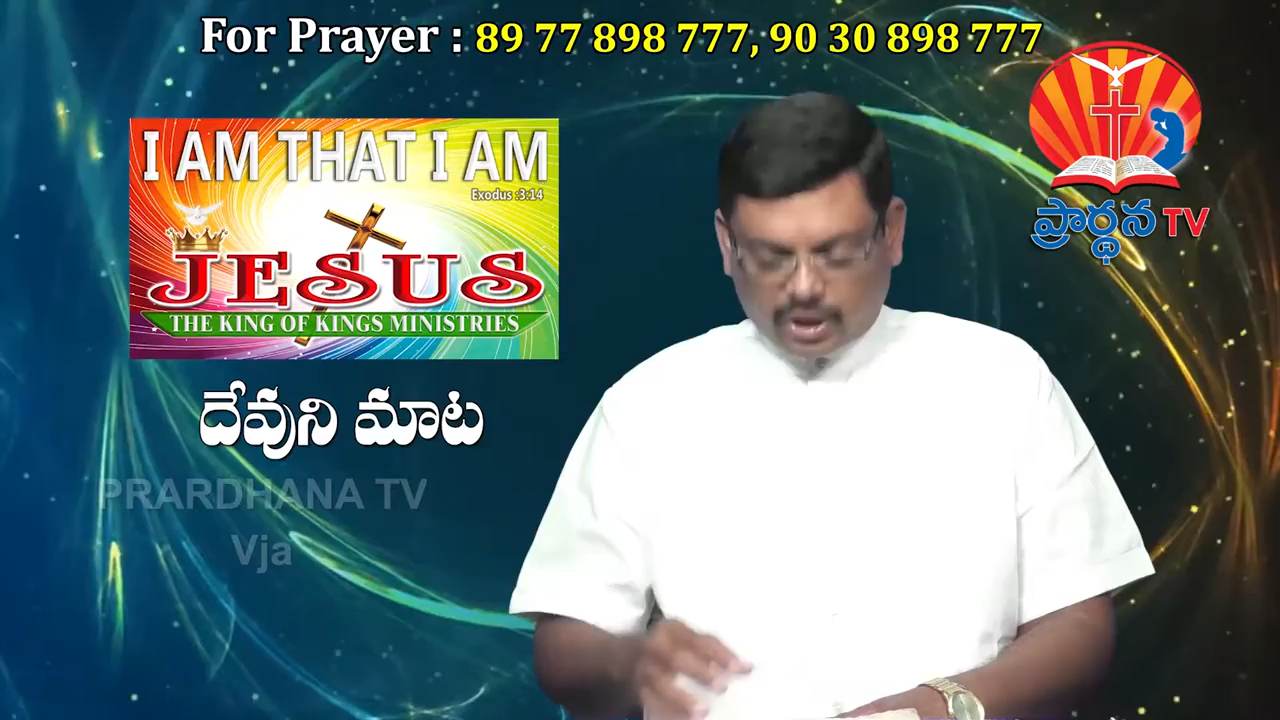 For Prayer : 89 77 898 777, 90 30 898 777
I AM THAT I AM
Exodus :3:14
JESUS
THE KING OF KINGS MINISTRIES
ప్రార్థన TV
దేవుని మాట
PRARDHANA TV
Vja